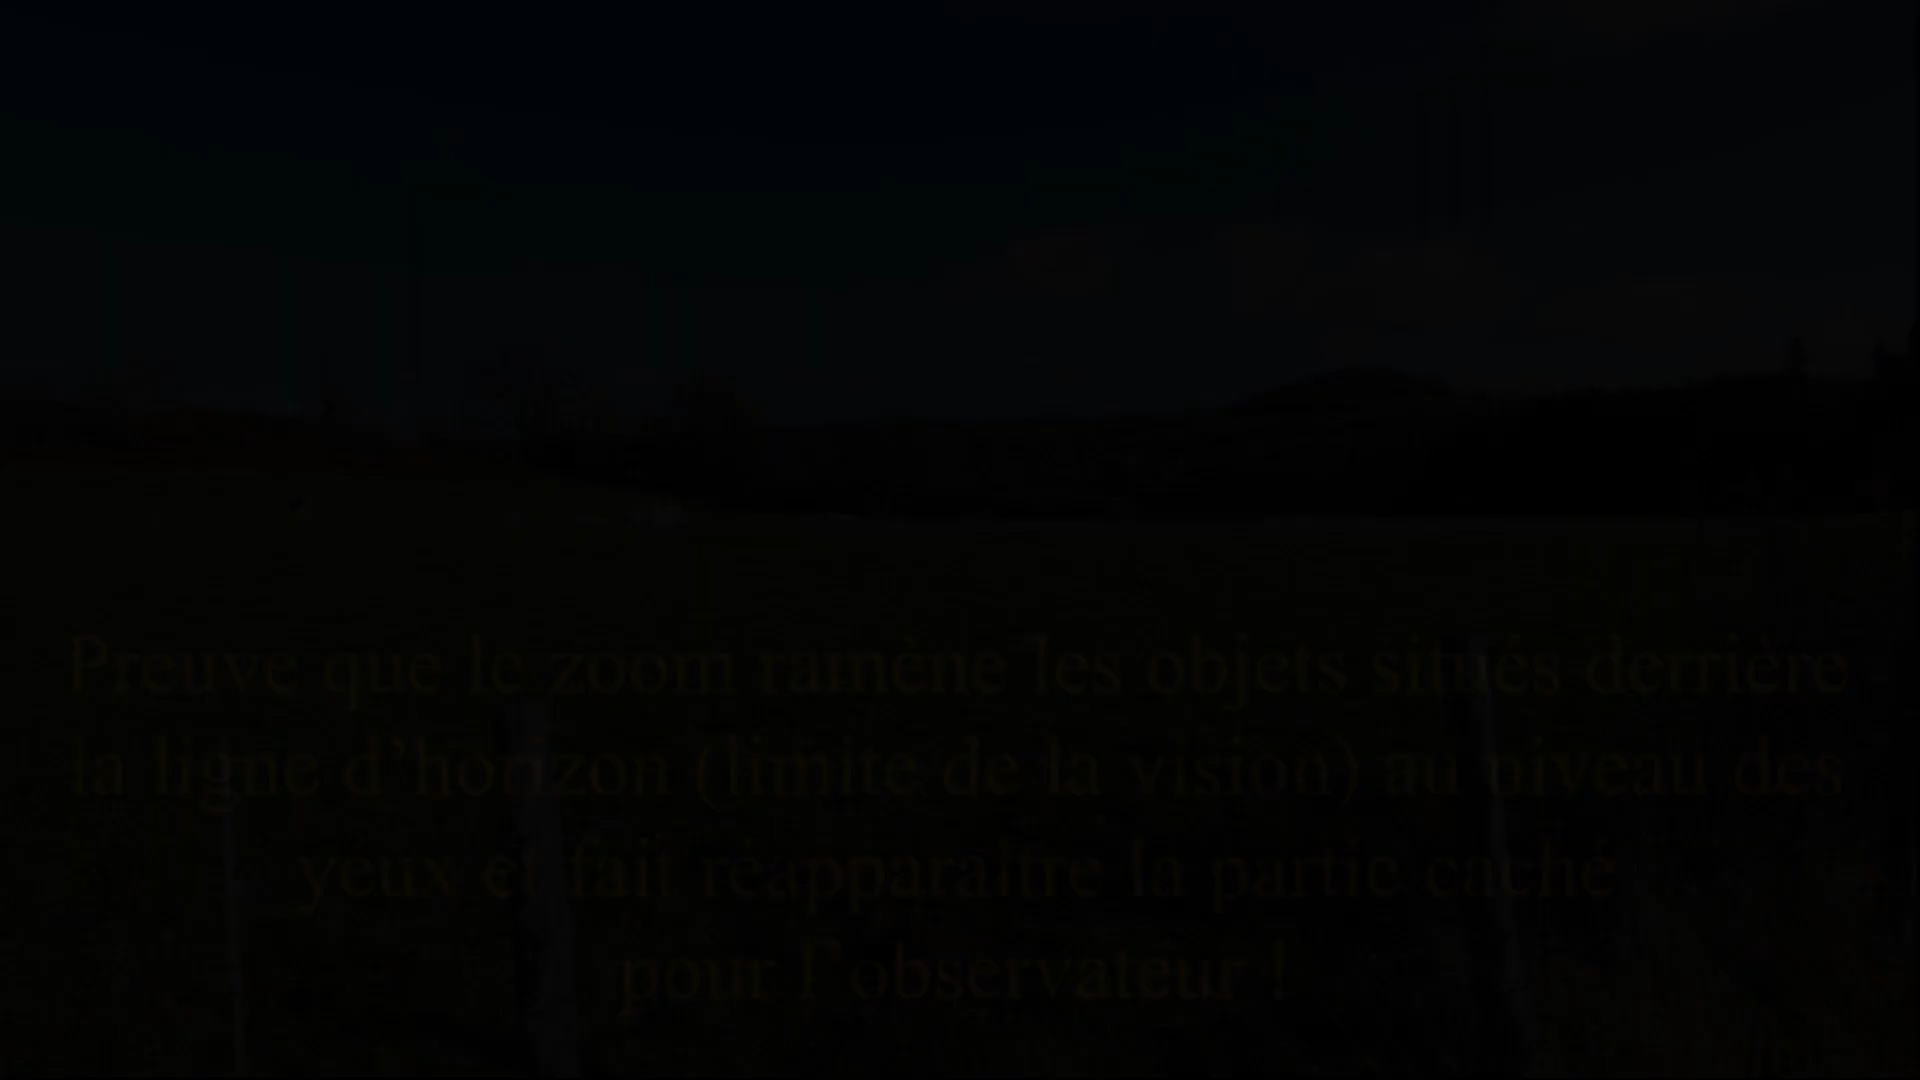 Preuve que le zoom ramène les objets situés derrière
la ligne d'horizon (limite de la vision) au niveau des
yeux et fait réapparaître la partie caché
pour l'observateur !